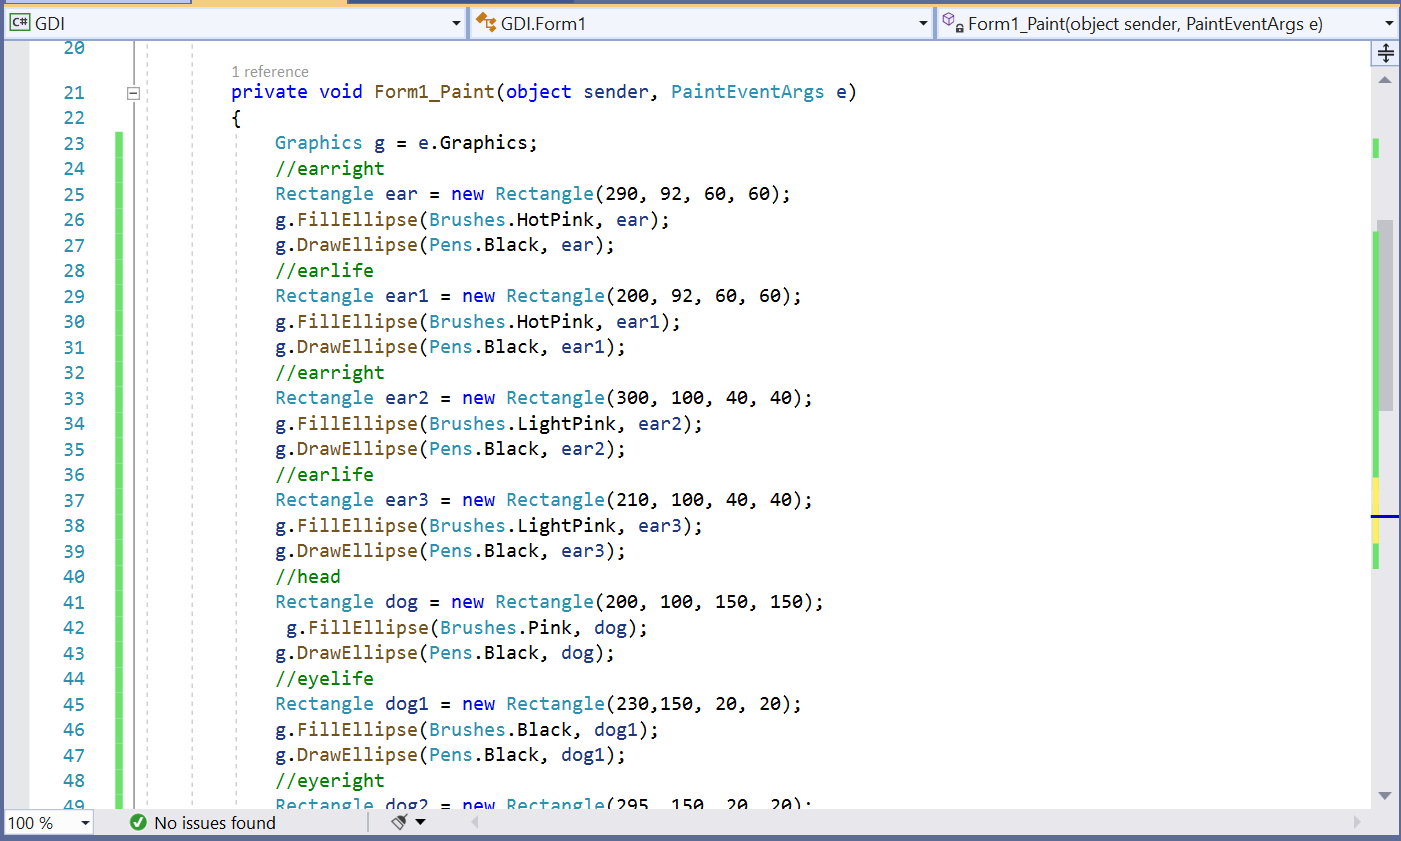 C# GDI GDI.Form1 Form1_Paint(object sender, PaintEventArgs e)
20
1 reference
21 private void Form1_Paint(object sender, PaintEventArgs e)
22 {
23 Graphics g = e.Graphics;
24 //earright
25 Rectangle ear = new Rectangle(290, 92, 60, 60);
26 g.FillEllipse(Brushes.HotPink, ear);
27 g.DrawEllipse(Pens.Black, ear);
28 //earlife
29 Rectangle ear1 = new Rectangle(200, 92, 60, 60);
30 g.FillEllipse(Brushes.HotPink, ear1);
31 g.DrawEllipse(Pens.Black, ear1);
32 //earright
33 Rectangle ear2 = new Rectangle(300, 100, 40, 40);
34 g.FillEllipse(Brushes.LightPink, ear2);
35 g.DrawEllipse(Pens.Black, ear2);
36 //earlife
37 Rectangle ear3 = new Rectangle(210, 100, 40, 40);
38 g.FillEllipse(Brushes.LightPink, ear3);
39 g.DrawEllipse(Pens.Black, ear3);
40 //head
41 Rectangle dog = new Rectangle(200, 100, 150, 150);
42 g.FillEllipse(Brushes.Pink, dog);
43 g.DrawEllipse(Pens.Black, dog);
44 //eyelife
45 Rectangle dog1 = new Rectangle(230,150, 20, 20);
46 g.FillEllipse(Brushes.Black, dog1);
47 g.DrawEllipse(Pens.Black, dog1);
48 //eyeright
49 Rectangle dog2 = new Rectangle(295, 150, 20, 20);
100 % No issues found